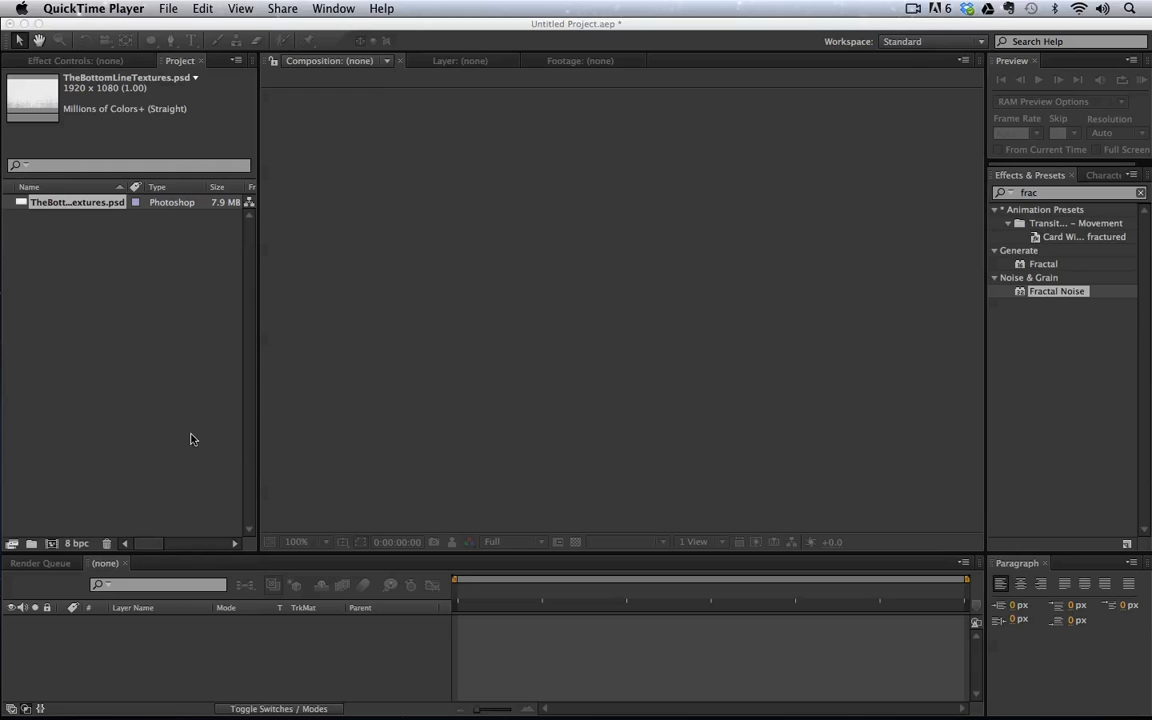 QuickTime Player File Edit View Share Window Help 6
Untitled Project.aep *
Workspace: Standard Search Help
Effect Controls: (none) Project Composition: (none) Layer: (none) Footage: (none) Preview
TheBottomLineTextures.psd
1920 x 1080 (1.00)
Millions of Colors+ (Straight)
RAM Preview Options
Frame Rate Skip Resolution
Auto
From Current Time Full Screen
Effects & Presets Charact
frac
Name Type Size Fr
TheBott...extures.psd Photoshop 7.9 MB
* Animation Presets
Transit... – Movement
Card Wi... fractured
Generate
Fractal
Noise & Grain
Fractal Noise
8 bpc 100% 0:00:00:00 Full 1 View +0.0
Render Queue (none) Paragraph
# Layer Name Mode T TrkMat Parent
0 px 0 px 0 px
0 px 0 px
Toggle Switches / Modes